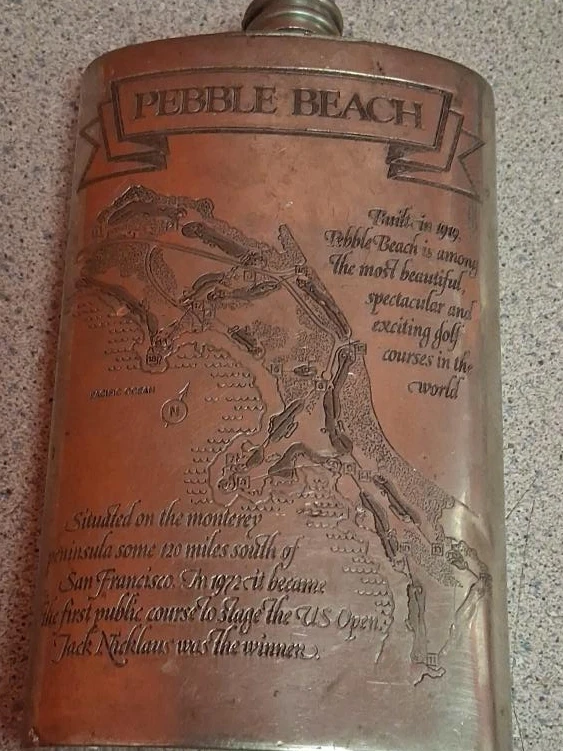 PEBBLE BEACH
Built in 1919,
Pebble Beach is among
the most beautiful,
spectacular and
exciting golf
courses in the
world
PACIFIC OCEAN
N
Situated on the monterey
peninsula some 120 miles south of
San Francisco. In 1972 it became
the first public course to stage the US Open.
Jack Nicklaus was the winner.